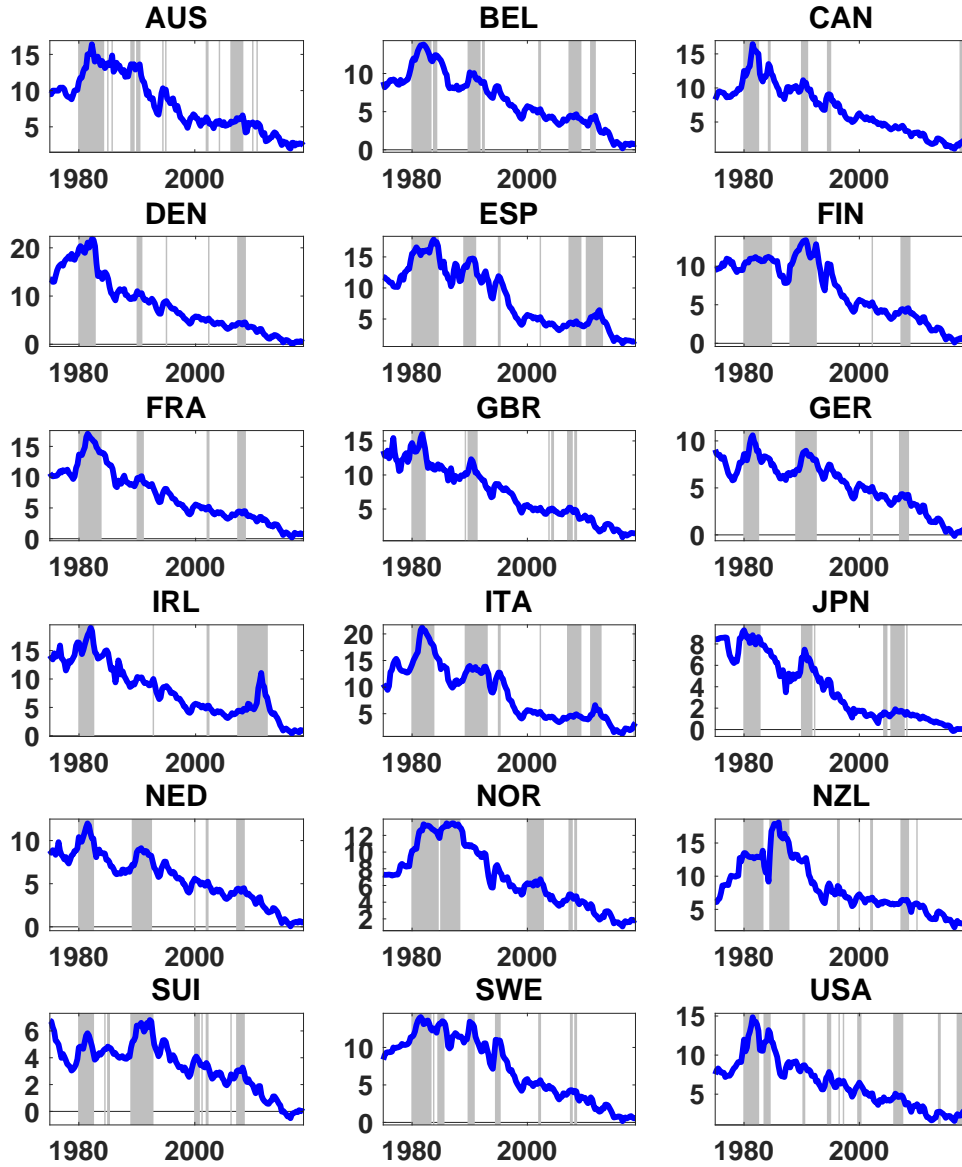 AUS BEL CAN
15 10 5
10 5 0
15 10 5
1980 2000 1980 2000 1980 2000
DEN ESP FIN
20 10 0
15 10 5
10 5 0
1980 2000 1980 2000 1980 2000
FRA GBR GER
15 10 5 0
15 10 5
10 5 0
1980 2000 1980 2000 1980 2000
IRL ITA JPN
15 10 5 0
20 15 10 5
8 6 4 2 0
1980 2000 1980 2000 1980 2000
NED NOR NZL
10 5 0
12 10 8 6 4 2
15 10 5
1980 2000 1980 2000 1980 2000
SUI SWE USA
6 4 2 0
10 5 0
15 10 5
1980 2000 1980 2000 1980 2000